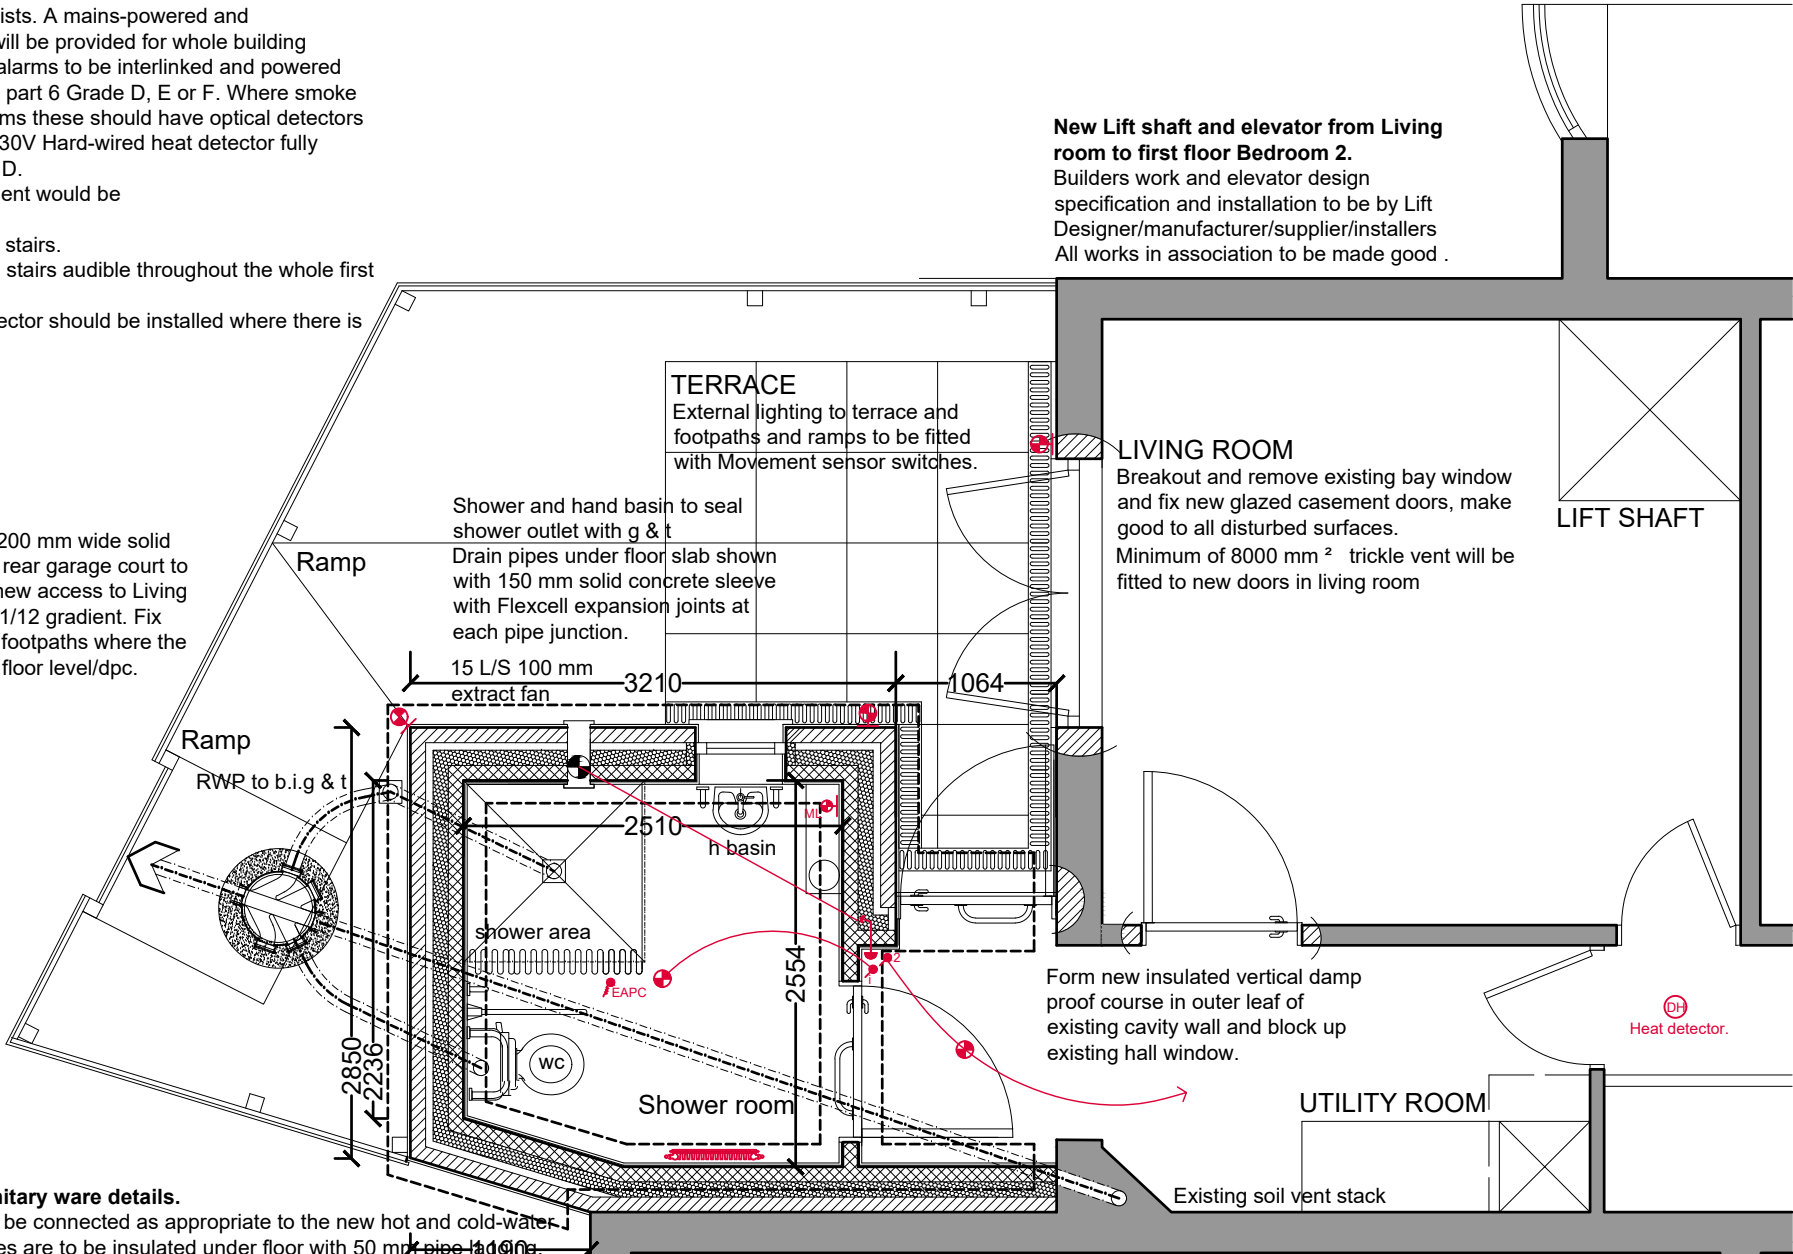 ists. A mains-powered and
will be provided for whole building
alarms to be interlinked and powered
part 6 Grade D, E or F. Where smoke
ms these should have optical detectors
30V Hard-wired heat detector fully
D.
ent would be
stairs.
stairs audible throughout the whole first
ector should be installed where there is
New Lift shaft and elevator from Living
room to first floor Bedroom 2.
Builders work and elevator design
specification and installation to be by Lift
Designer/manufacturer/supplier/installers
All works in association to be made good .
TERRACE
External lighting to terrace and
footpaths and ramps to be fitted
with Movement sensor switches.
LIVING ROOM
Breakout and remove existing bay window
and fix new glazed casement doors, make
good to all disturbed surfaces.
Minimum of 8000 mm ² trickle vent will be
fitted to new doors in living room
LIFT SHAFT
Shower and hand basin to seal
shower outlet with g & t
Drain pipes under floor slab shown
with 150 mm solid concrete sleeve
with Flexcell expansion joints at
each pipe junction.
15 L/S 100 mm
extract fan
200 mm wide solid
rear garage court to
new access to Living
1/12 gradient. Fix
footpaths where the
floor level/dpc.
Ramp
Ramp
RWP to b.i.g & t
3210
1064
2510
ML
h basin
shower area
EAPC
2554
2850
2236
1
2
WC
Shower room
Form new insulated vertical damp
proof course in outer leaf of
existing cavity wall and block up
existing hall window.
DH
Heat detector.
UTILITY ROOM
Existing soil vent stack
nitary ware details.
be connected as appropriate to the new hot and cold-water
es are to be insulated under floor with 50 mm pipe lagging.
1190